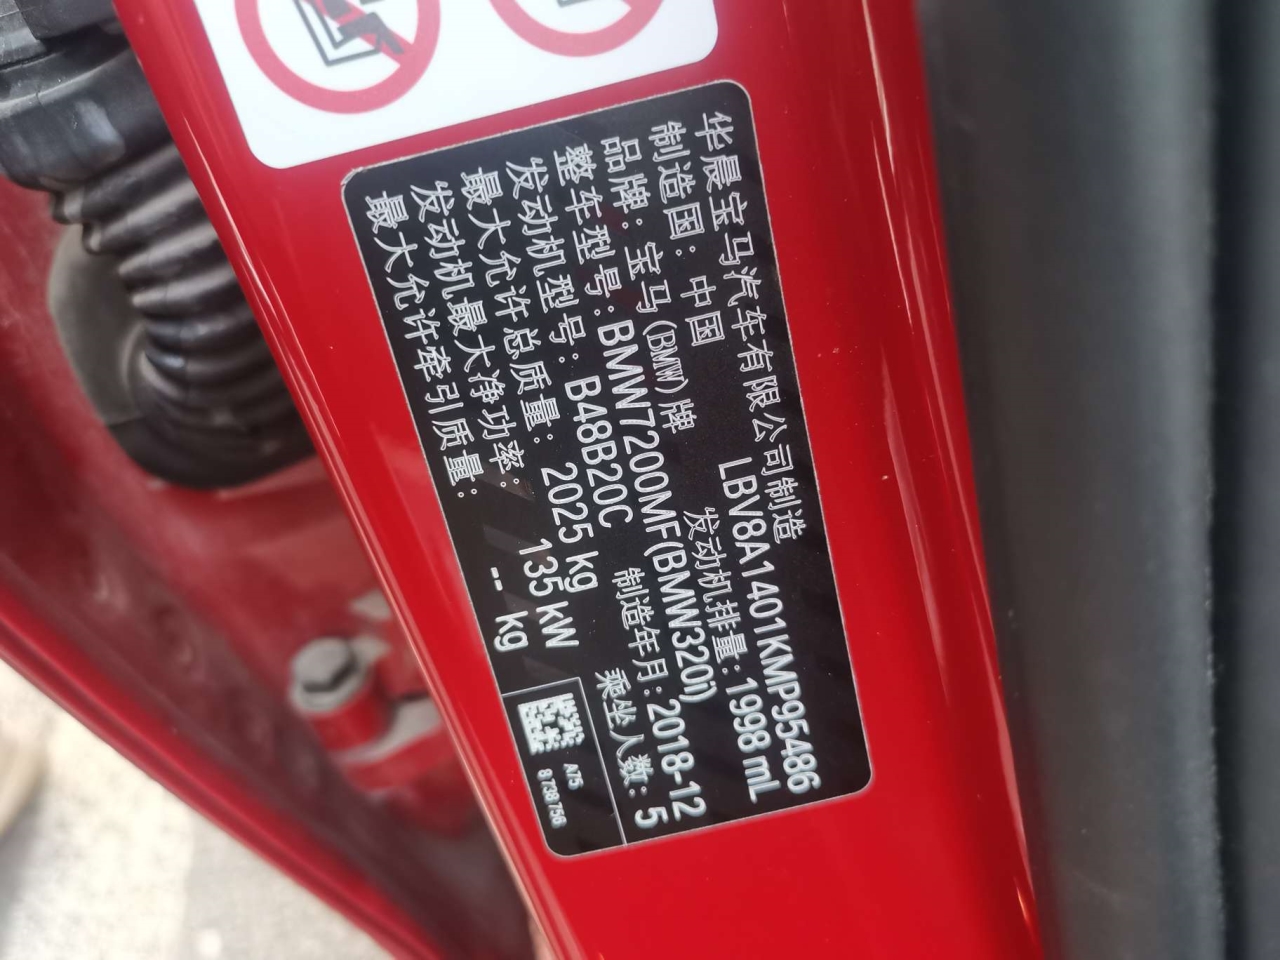 华晨宝马汽车有限公司制造
制造国：中国 LBV8A1401KMP95486
品牌：宝马(BMW)牌 发动机排量：1998 mL
整车型号：BMW7200MF(BMW320i)
发动机型号：B48B20C 制造年月：2018-12
最大允许总质量：2025 kg 乘坐人数：5
发动机最大净功率：135 kW
最大允许牵引质量：-- kg
A75
8 738 756